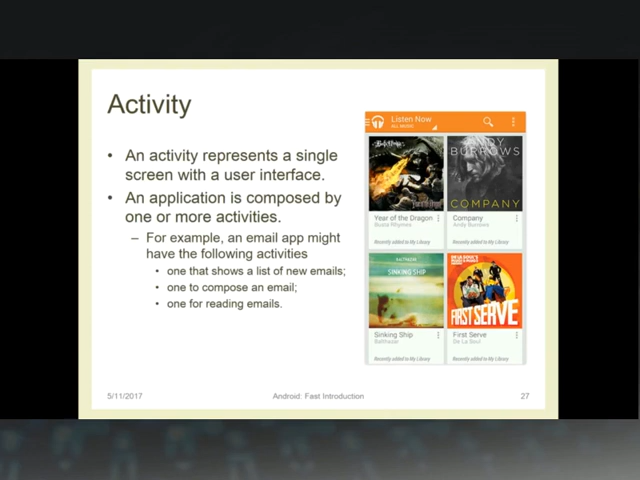 Activity
• An activity represents a single
screen with a user interface.
• An application is composed by
one or more activities.
– For example, an email app might
have the following activities
• one that shows a list of new emails;
• one to compose an email;
• one for reading emails.
Listen Now
ALL MUSIC
BURROWS
COMPANY
Year of the Dragon
Busta Rhymes
Recently added to My Library
Company
Andy Burrows
Recently added to My Library
BALTHAZAR
SINKING SHIP
DE LA SOUL'S
FIRST SERVE
Sinking Ship
Balthazar
Recently added to My Library
First Serve
De La Soul
Recently added to My Library
5/11/2017
Android: Fast Introduction
27